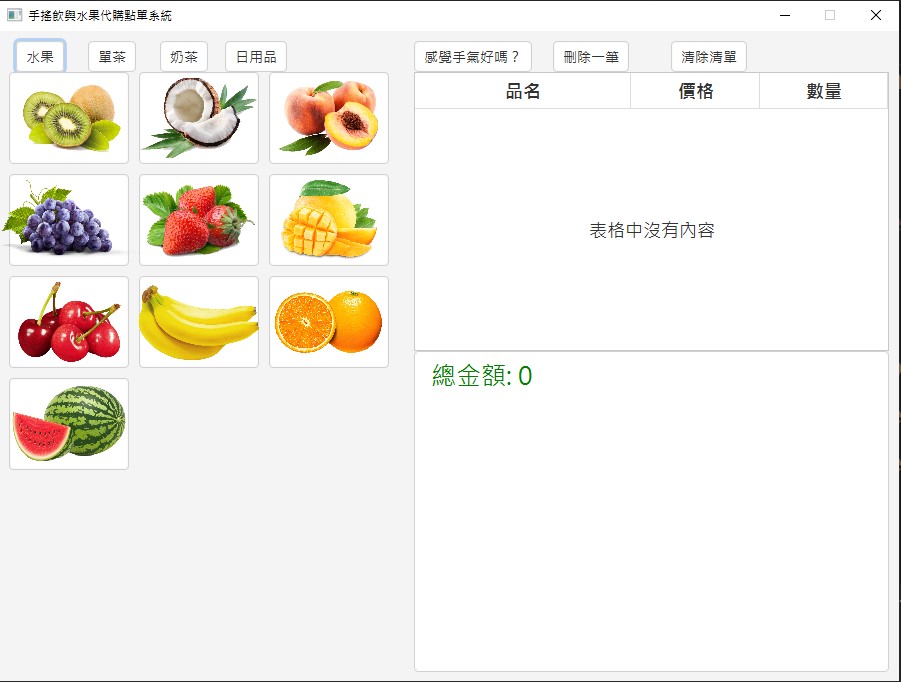 手搖飲與水果代購點單系統
水果 單茶 奶茶 日用品 感覺手氣好嗎？ 刪除一筆 清除清單
品名 價格 數量
表格中沒有內容
總金額: 0